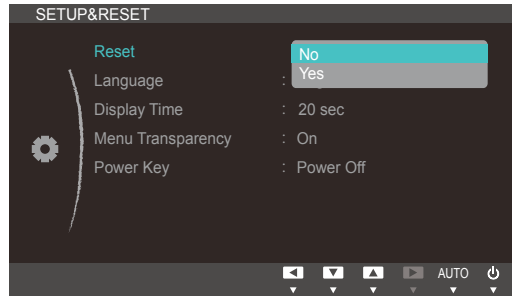 SETUP&RESET
Reset No
Language : Yes
Display Time : 20 sec
Menu Transparency : On
Power Key : Power Off
AUTO